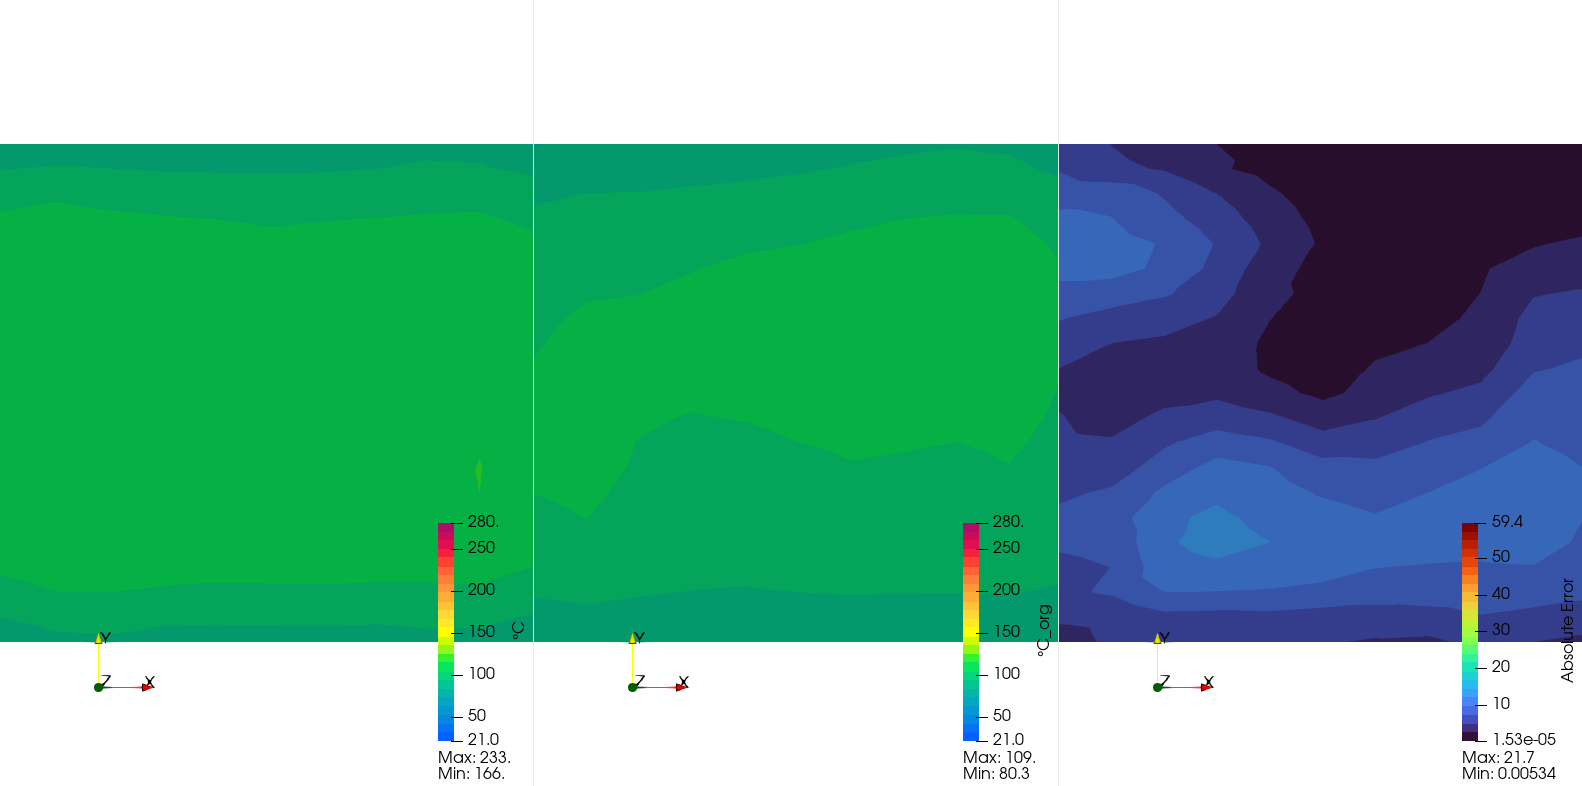 280.
250
200
150
100
50
21.0
°C
Max: 233.
Min: 166.
Y
Z
X
280.
250
200
150
100
50
21.0
°C_org
Max: 109.
Min: 80.3
Y
Z
X
59.4
50
40
30
20
10
1.53e-05
Absolute Error
Max: 21.7
Min: 0.00534
Y
Z
X